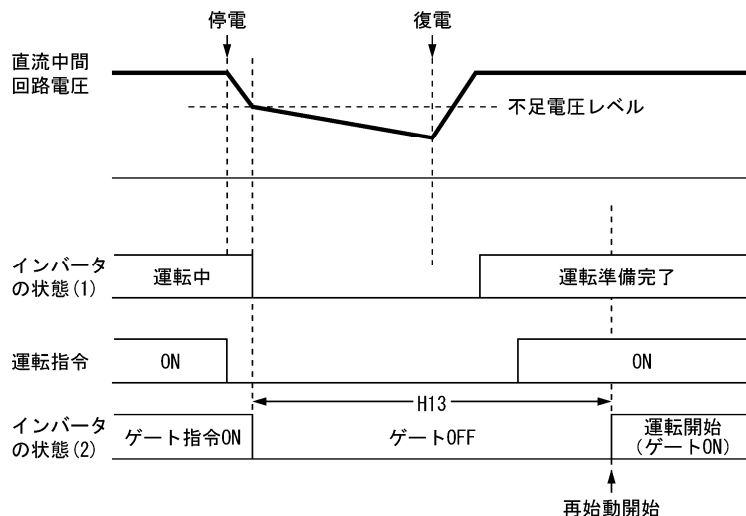 停電
復電
直流中間
回路電圧
不足電圧レベル
インバータ
の状態(1)
運転中
運転準備完了
運転指令
ON
ON
H13
インバータ
の状態(2)
ゲート指令ON
ゲートOFF
運転開始
(ゲートON)
再始動開始